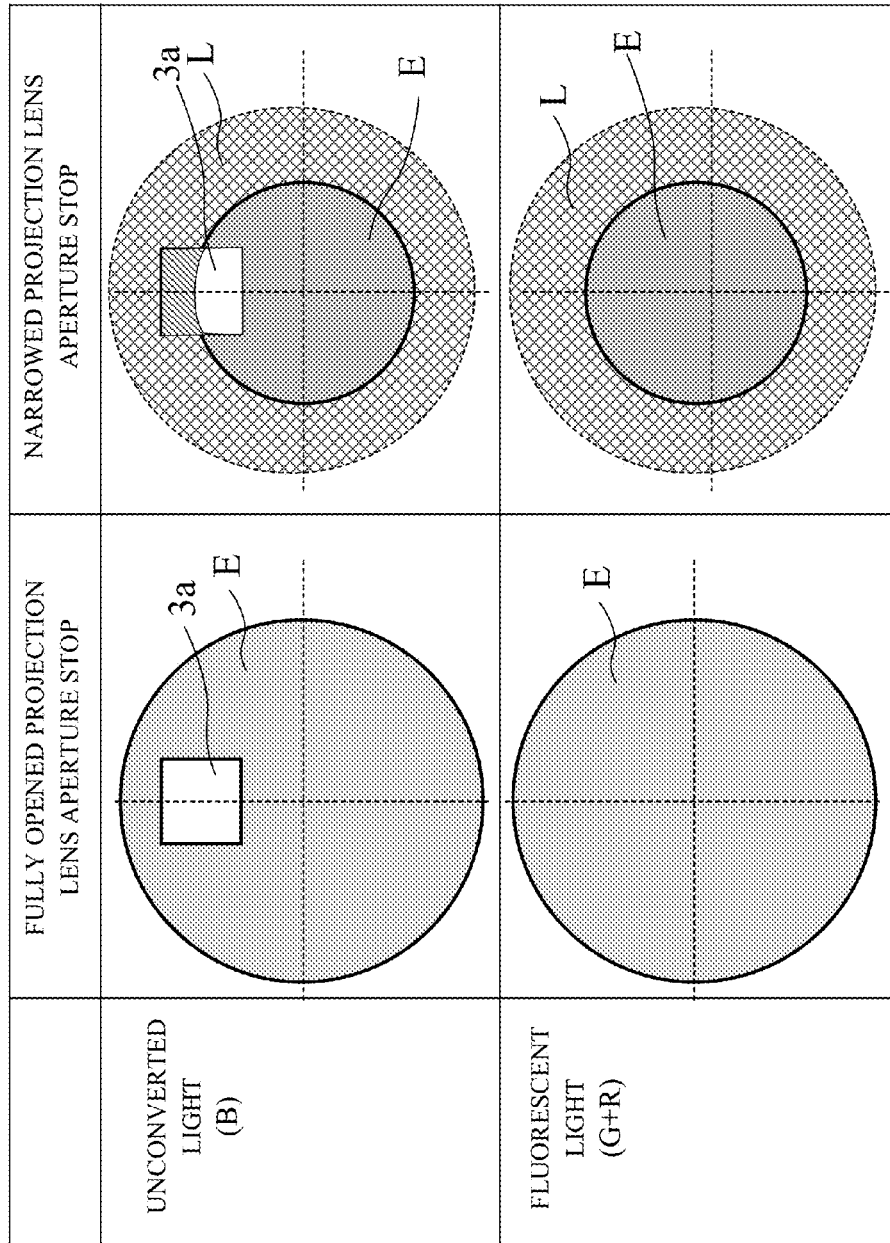 FULLY OPENED PROJECTION
LENS APERTURE STOP
NARROWED PROJECTION LENS
APERTURE STOP
UNCONVERTED
LIGHT
(B)
3a
E
3a
L
E
FLUORESCENT
LIGHT
(G+R)
E
L
E